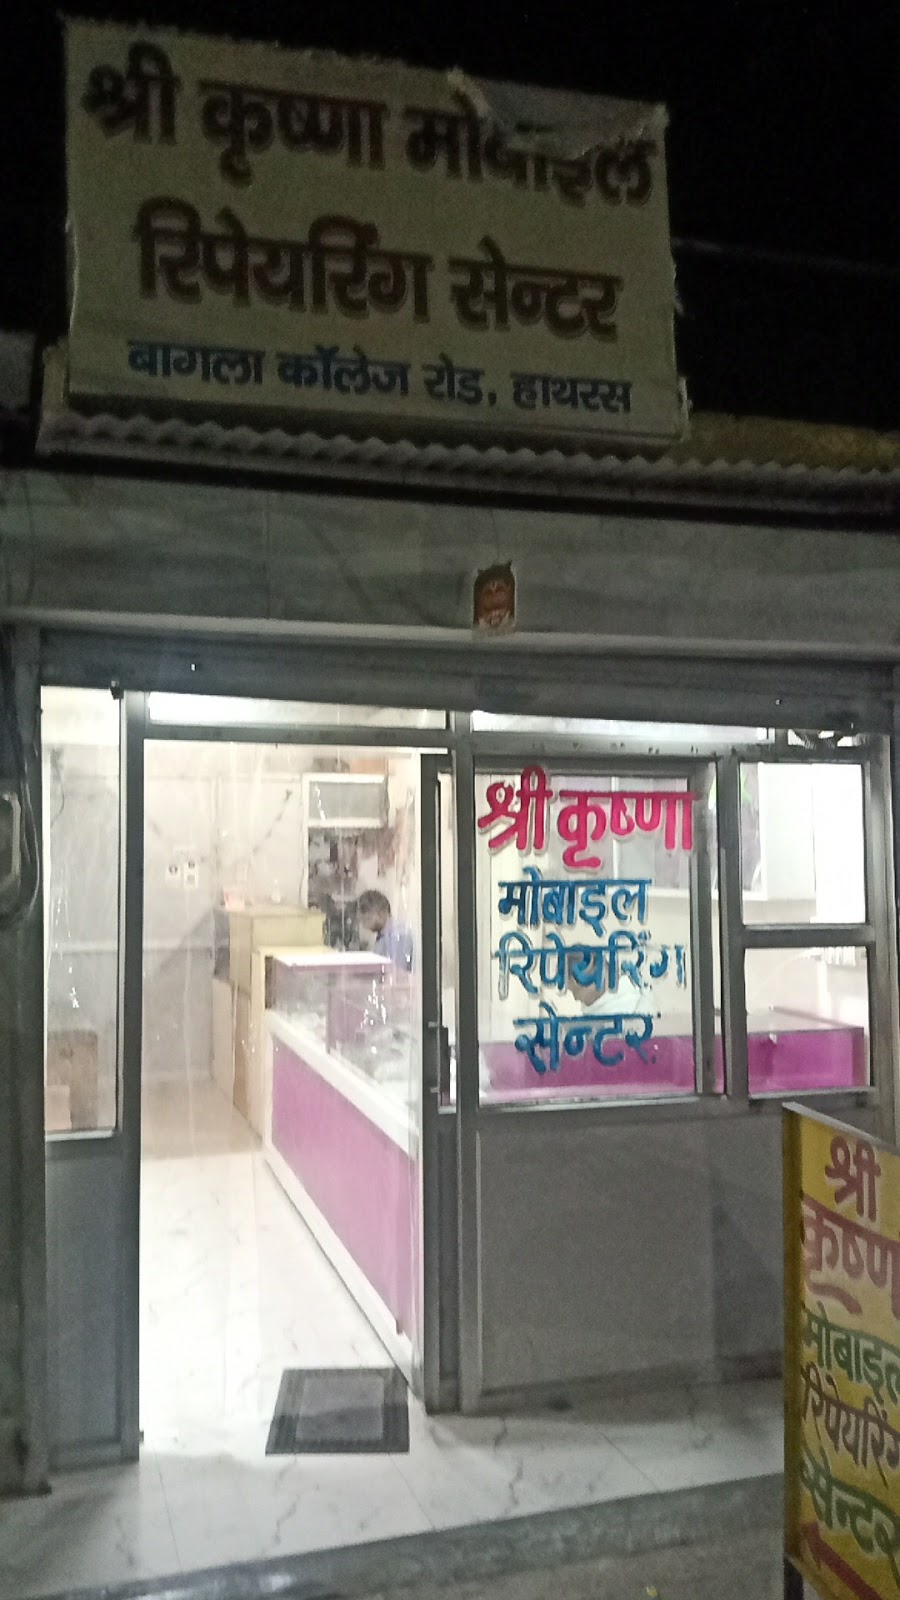 श्री कृष्णा मोबाइल
रिपेयरिंग सेन्टर
बागला कॉलेज रोड, हाथरस
श्री कृष्णा
मोबाइल
रिपेयरिंग
सेन्टर
श्री
कृष्ण
मोबाइल
रिपेयरिंग
सेन्टर